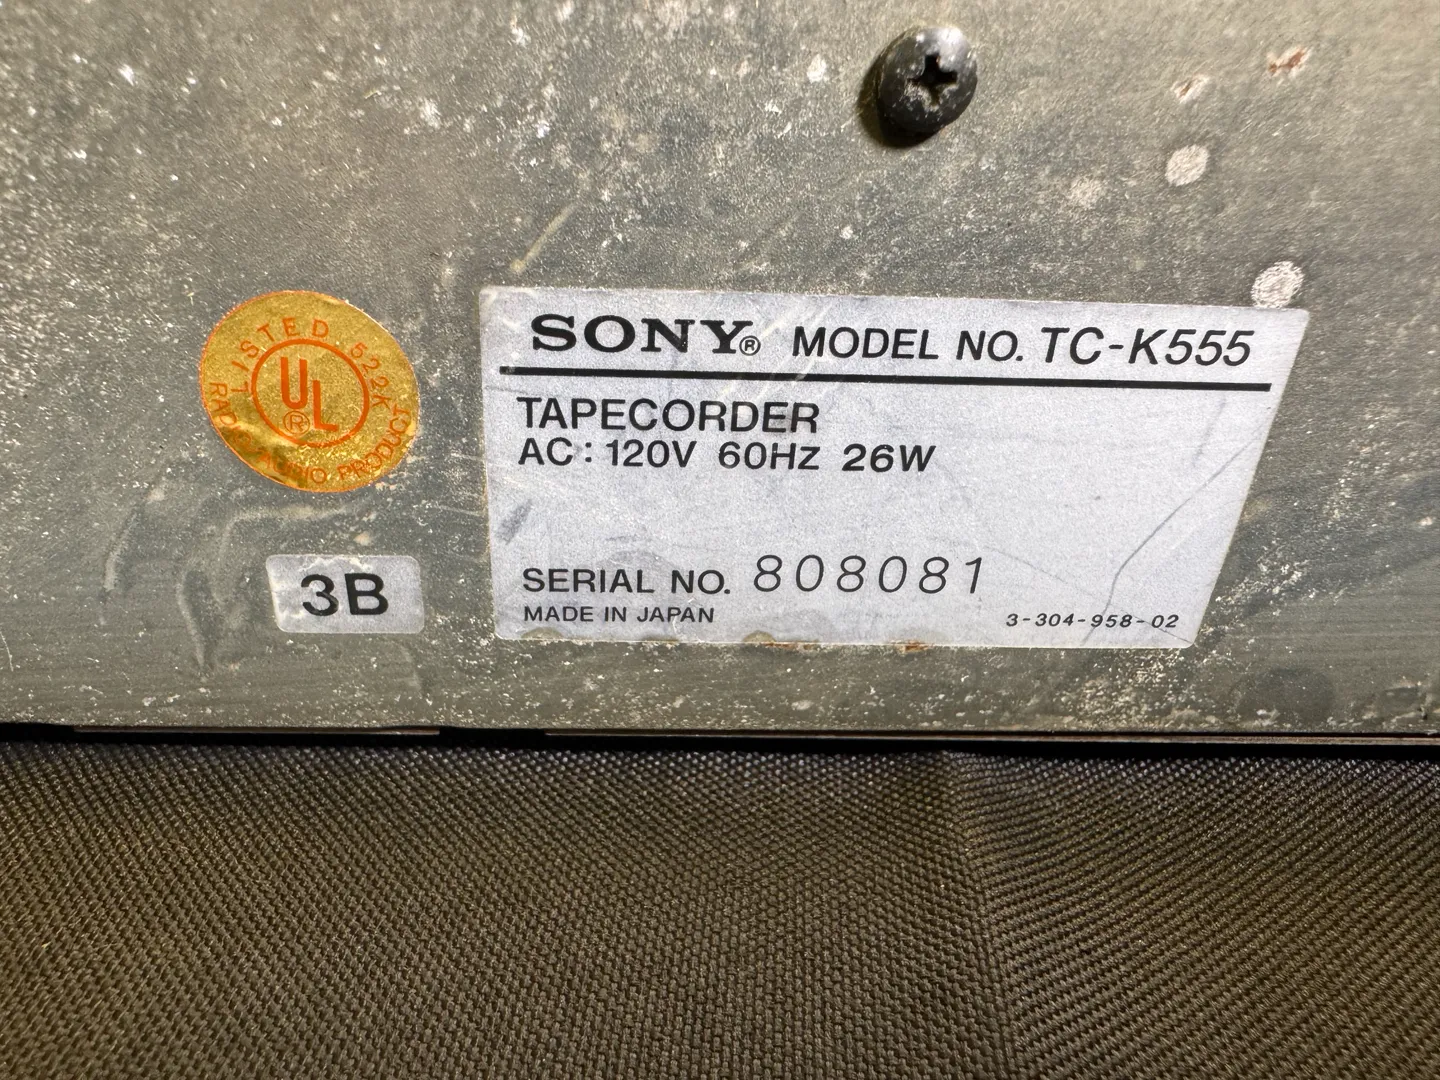 SONY® MODEL NO. TC-K555
TAPECORDER
AC: 120V 60HZ 26W
SERIAL NO. 808081
MADE IN JAPAN 3-304-958-02
LISTED 522K
UL®
RADIO AUDIO PRODUCT
3B